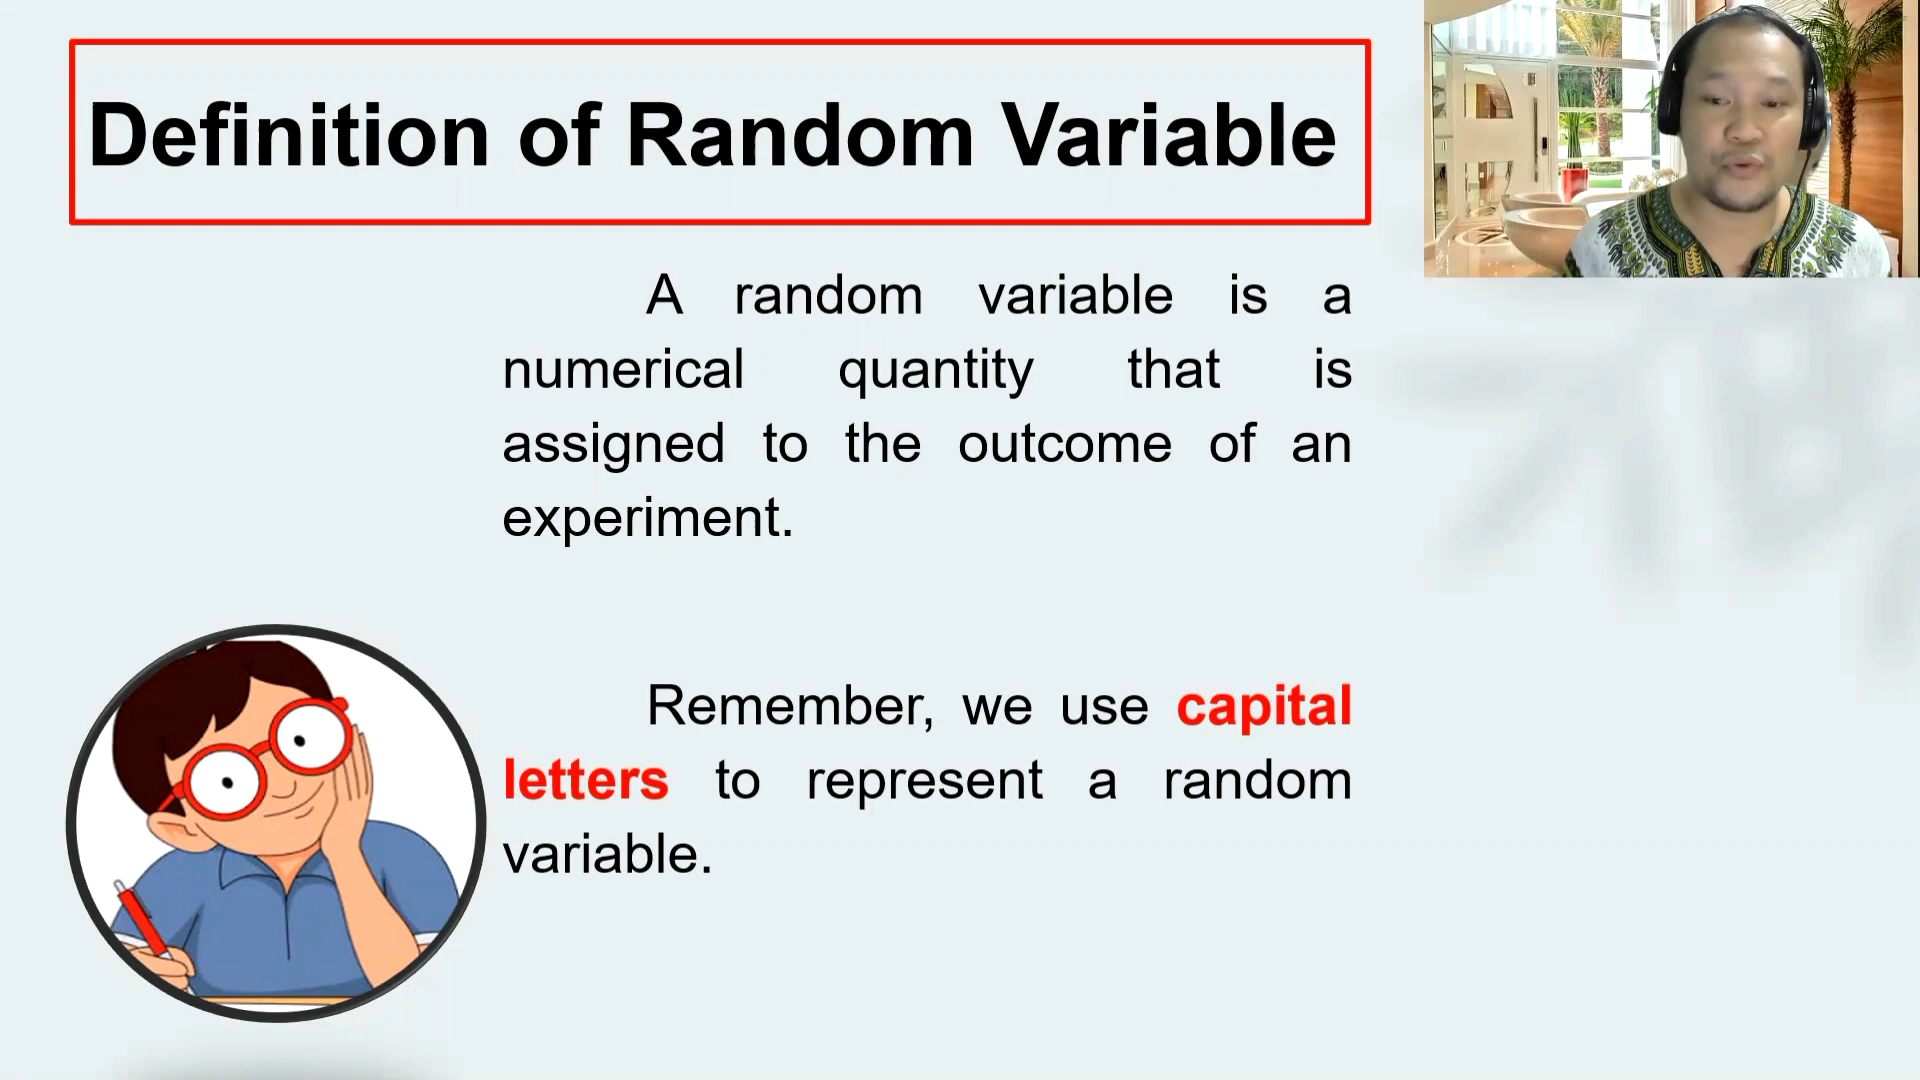 Definition of Random Variable
A random variable is a
numerical quantity that is
assigned to the outcome of an
experiment.
Remember, we use capital
letters to represent a random
variable.